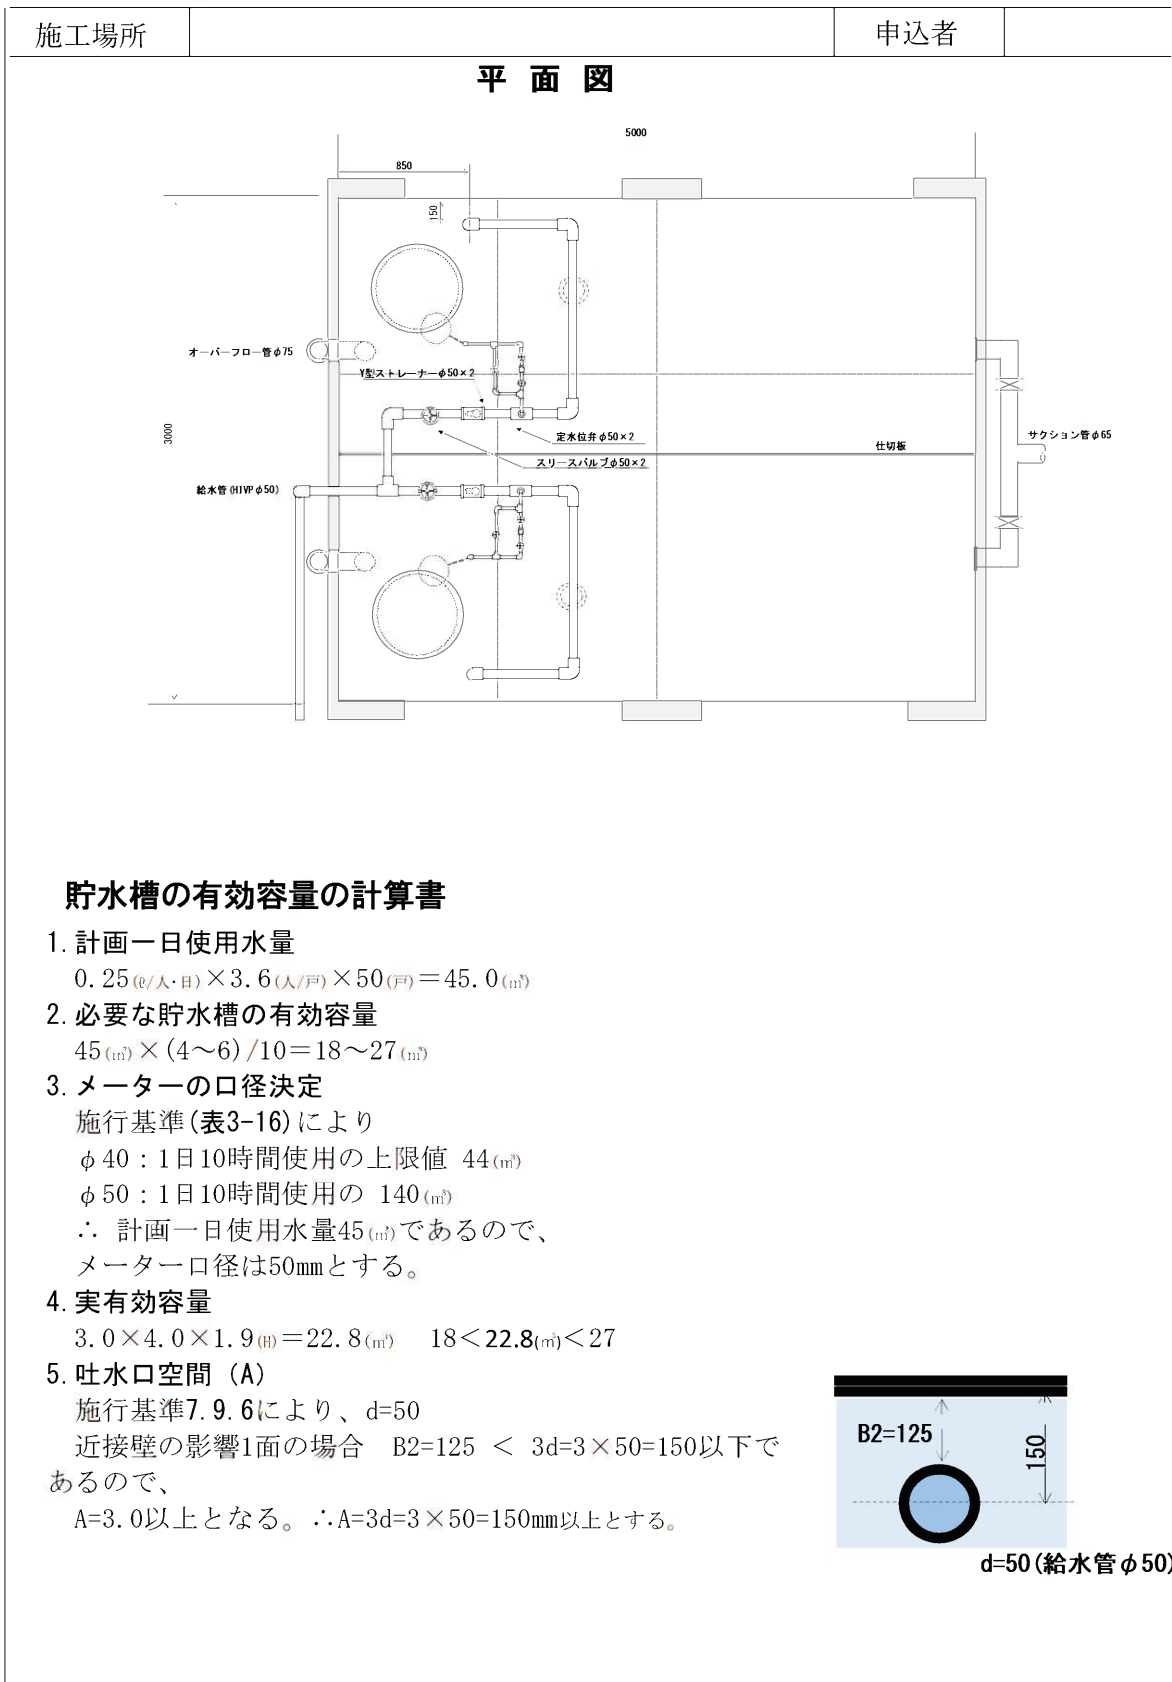 施工場所 申込者
平面図
5000
850
150
オーバーフロー管φ75
Y型ストレーナーφ50×2
3000
定水位弁φ50×2
仕切板
サクション管φ65
スリースバルブφ50×2
給水管(HIVPφ50)
貯水槽の有効容量の計算書
1.計画一日使用水量
0.25(ℓ/人・日)×3.6(人/戸)×50(戸)=45.0(㎥)
2.必要な貯水槽の有効容量
45(㎥)×(4～6)/10=18～27(㎥)
3.メーターの口径決定
施行基準(表3-16)により
φ40：1日10時間使用の上限値 44(㎥)
φ50：1日10時間使用の 140(㎥)
∴ 計画一日使用水量45(㎥)であるので、
メーター口径は50mmとする。
4.実有効容量
3.0×4.0×1.9(H)=22.8(㎥) 18<22.8(㎥)<27
5.吐水口空間（A）
施行基準7.9.6により、d=50
近接壁の影響1面の場合 B2=125 < 3d=3×50=150以下で
あるので、
A=3.0以上となる。∴A=3d=3×50=150mm以上とする。
B2=125
150
d=50(給水管φ50)